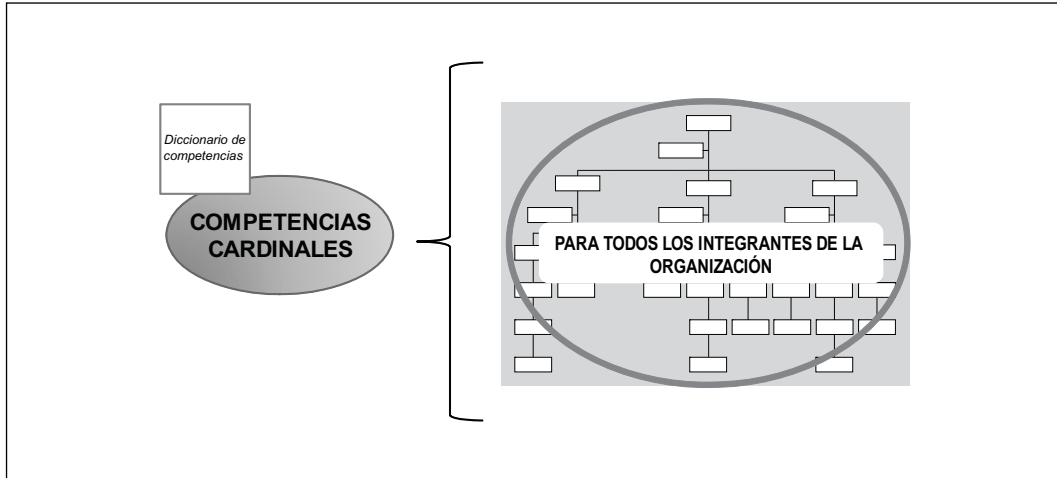 Diccionario de
competencias
COMPETENCIAS
CARDINALES
PARA TODOS LOS INTEGRANTES DE LA
ORGANIZACIÓN